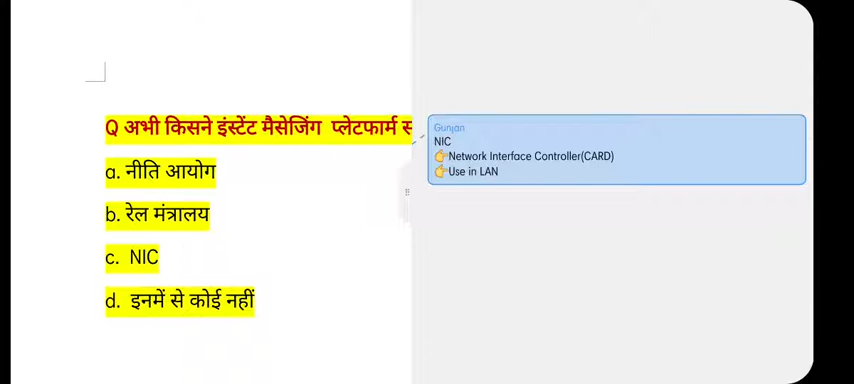 Q अभी किसने इंस्टेंट मैसेजिंग प्लेटफार्म
a. नीति आयोग
b. रेल मंत्रालय
c. NIC
d. इनमें से कोई नहीं
Gunjan
NIC
👉Network Interface Controller(CARD)
👉Use in LAN